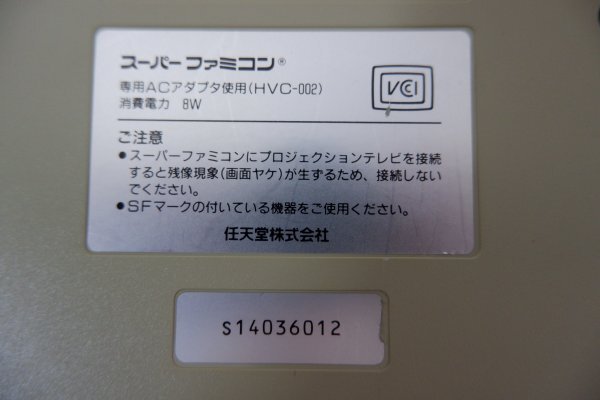 スーパーファミコン®
専用ACアダプタ使用(HVC-002)
消費電力 8W
VCCI
ご注意
●スーパーファミコンにプロジェクションテレビを接続
すると残像現象(画面ヤケ)が生ずるため、接続しない
でください。
●SFマークの付いている機器をご使用ください。
任天堂株式会社
S14036012